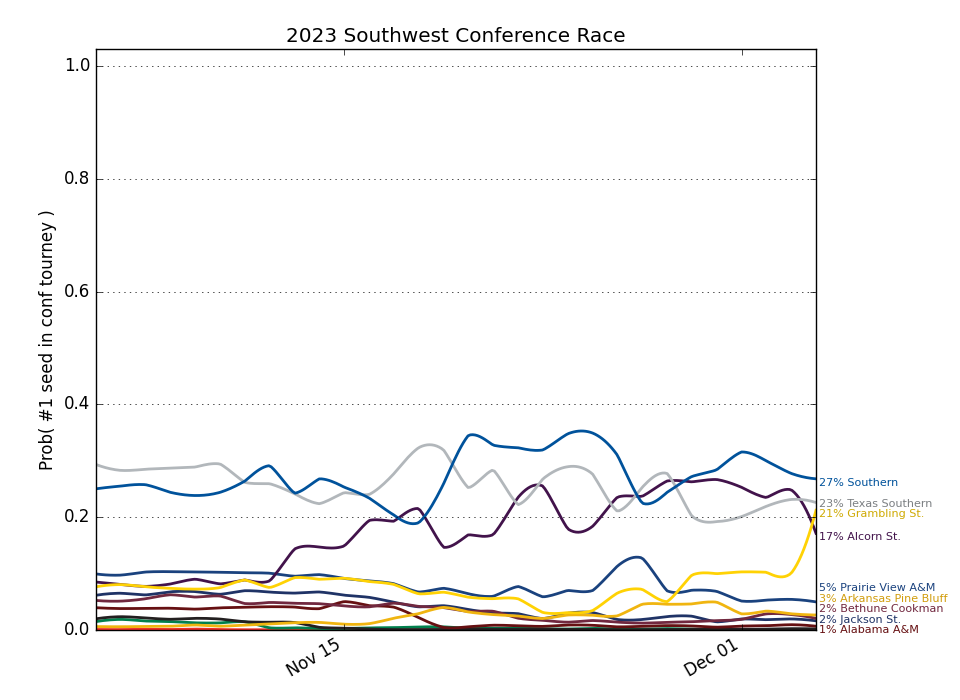 2023 Southwest Conference Race
Prob( #1 seed in conf tourney )
1.0
0.8
0.6
0.4
0.2
0.0
Nov 15
Dec 01
27% Southern
23% Texas Southern
21% Grambling St.
17% Alcorn St.
5% Prairie View A&M
3% Arkansas Pine Bluff
2% Bethune Cookman
2% Jackson St.
1% Alabama A&M